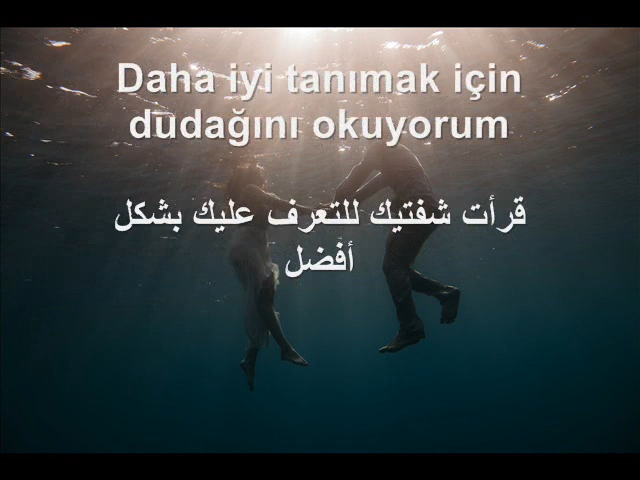 Daha iyi tanımak için
dudağını okuyorum
قرأت شفتيك للتعرف عليك بشكل
أفضل